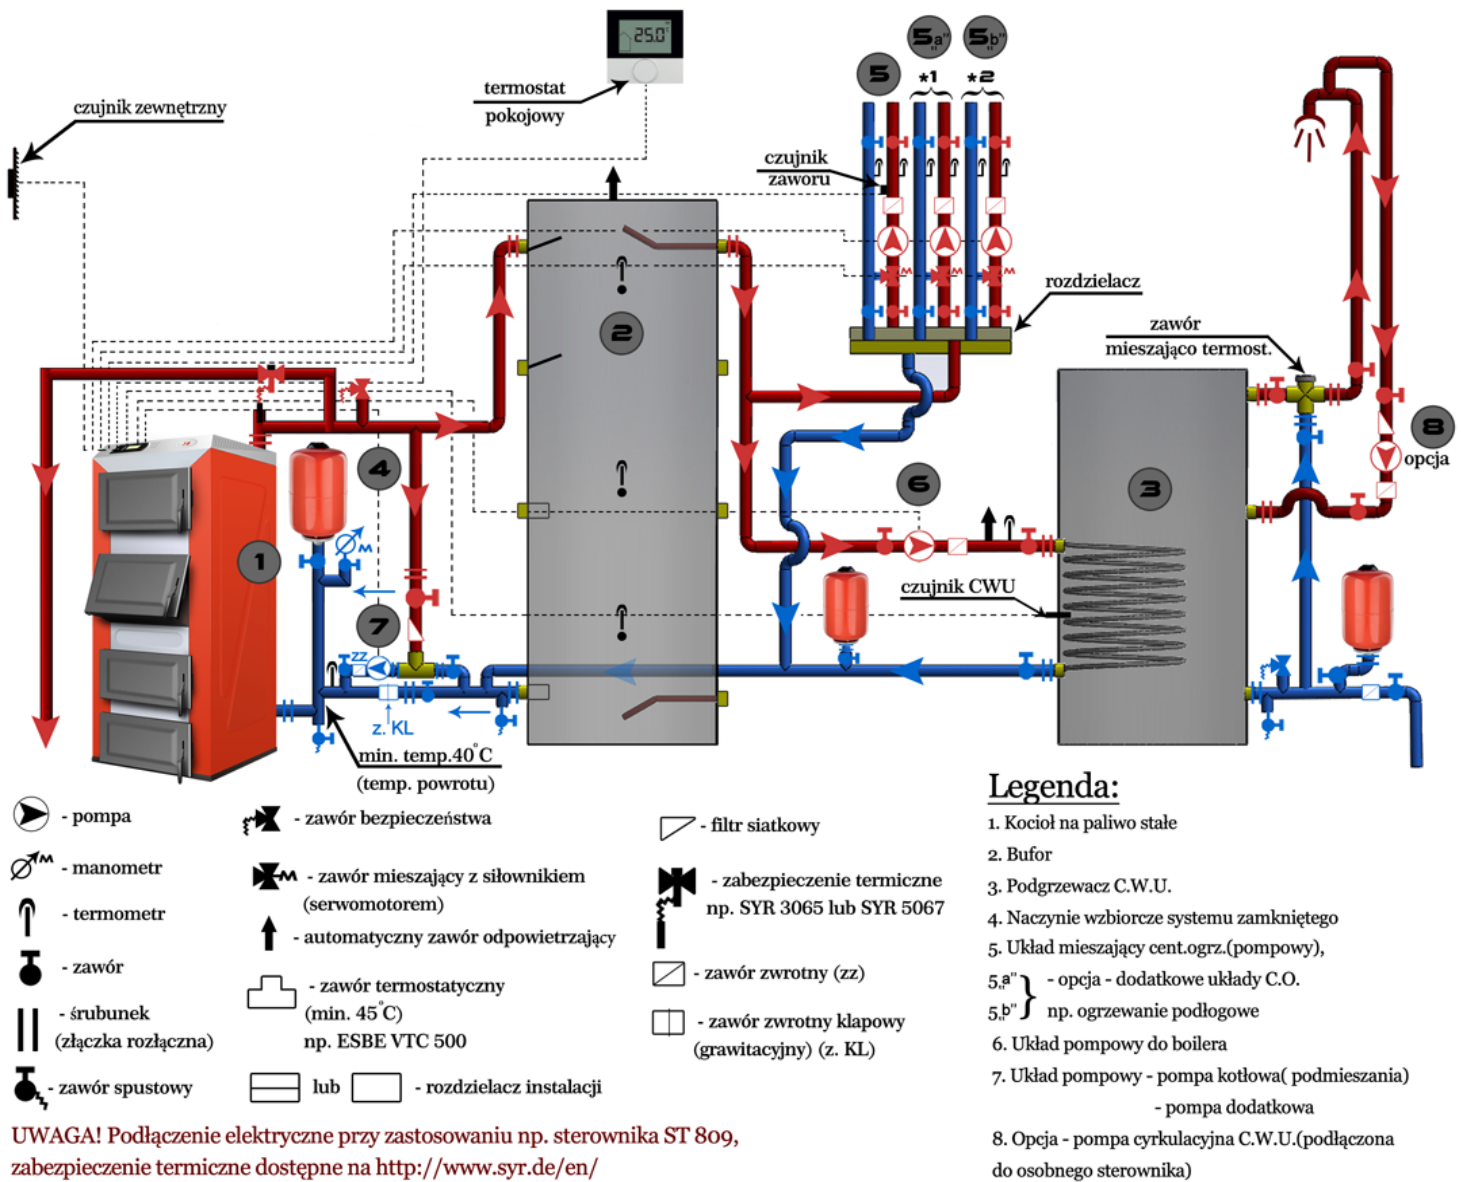 25.0°
termostat
pokojowy
czujnik zewnętrzny
5
5„a"
5„b"
*1
*2
czujnik
zaworu
rozdzielacz
zawór
mieszająco termost.
2
4
1
3
6
8
opcja
M
7
zz
czujnik CWU
z. KL
min. temp.40°C
(temp. powrotu)
- pompa
- manometr
- termometr
- zawór
- śrubunek
(złączka rozłączna)
- zawór spustowy
- zawór bezpieczeństwa
- zawór mieszający z siłownikiem
(serwomotorem)
- automatyczny zawór odpowietrzający
- zawór termostatyczny
(min. 45°C)
np. ESBE VTC 500
lub
- rozdzielacz instalacji
- filtr siatkowy
- zabezpieczenie termiczne
np. SYR 3065 lub SYR 5067
- zawór zwrotny (zz)
- zawór zwrotny klapowy
(grawitacyjny) (z. KL)
Legenda:
1. Kocioł na paliwo stałe
2. Bufor
3. Podgrzewacz C.W.U.
4. Naczynie wzbiorcze systemu zamkniętego
5. Układ mieszający cent.ogrz.(pompowy),
5„a" - opcja - dodatkowe układy C.O.
5„b" np. ogrzewanie podłogowe
6. Układ pompowy do boilera
7. Układ pompowy - pompa kotłowa( podmieszania)
- pompa dodatkowa
8. Opcja - pompa cyrkulacyjna C.W.U.(podłączona
do osobnego sterownika)
UWAGA! Podłączenie elektryczne przy zastosowaniu np. sterownika ST 809,
zabezpieczenie termiczne dostępne na http://www.syr.de/en/